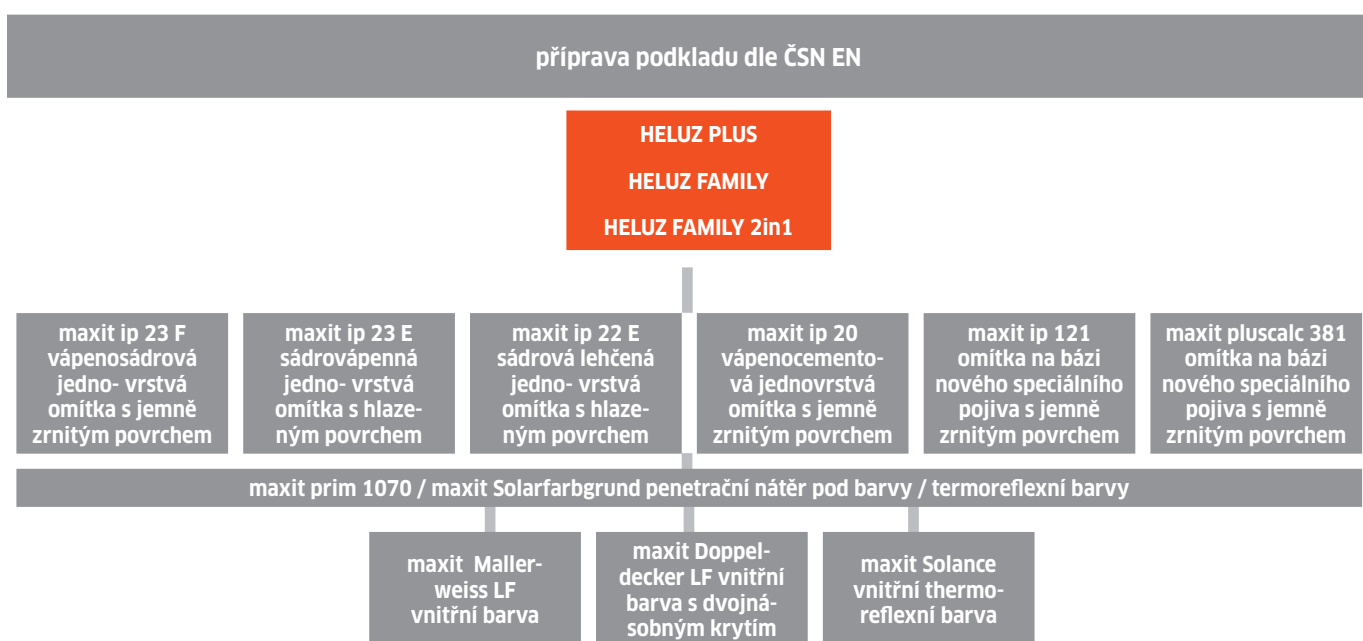 příprava podkladu dle ČSN EN
HELUZ PLUS
HELUZ FAMILY
HELUZ FAMILY 2in1
maxit ip 23 F
vápenosádrová
jedno- vrstvá
omítka s jemně
zrnitým povrchem
maxit ip 23 E
sádrovápenná
jedno- vrstvá
omítka s hlaze-
ným povrchem
maxit ip 22 E
sádrová lehčená
jedno- vrstvá
omítka s hlaze-
ným povrchem
maxit ip 20
vápenocemento-
vá jednovrstvá
omítka s jemně
zrnitým povrchem
maxit ip 121
omítka na bázi
nového speciálního
pojiva s jemně
zrnitým povrchem
maxit pluscalc 381
omítka na bázi
nového speciálního
pojiva s jemně
zrnitým povrchem
maxit prim 1070 / maxit Solarfarbgrund penetrační nátěr pod barvy / termoreflexní barvy
maxit Maller-
weiss LF
vnitřní barva
maxit Doppel-
decker LF vnitřní
barva s dvojná-
sobným krytím
maxit Solance
vnitřní thermo-
reflexní barva